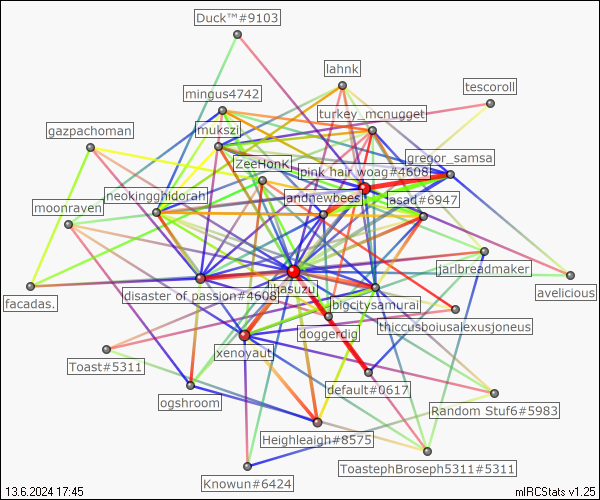 Duck™#9103
lahnk
tescoroll
mingus4742
turkey_mcnugget
gazpachoman
mukszi
gregor_samsa
ZeeHonK
pink hair woag#4608
neokingghidorah
andnewbees
asad#6947
moonraven
jarlbreadmaker
disaster of passion#4608
hasuzu
bigcitysamurai
avelicious
facadas.
doggerdig
thiccusboiusalexusjoneus
xenoyaut
Toast#5311
default#0617
ogshroom
Random Stuf6#5983
Heighleaigh#8575
ToastephBroseph5311#5311
Knowun#6424
13.6.2024 17:45
mIRCStats v1.25